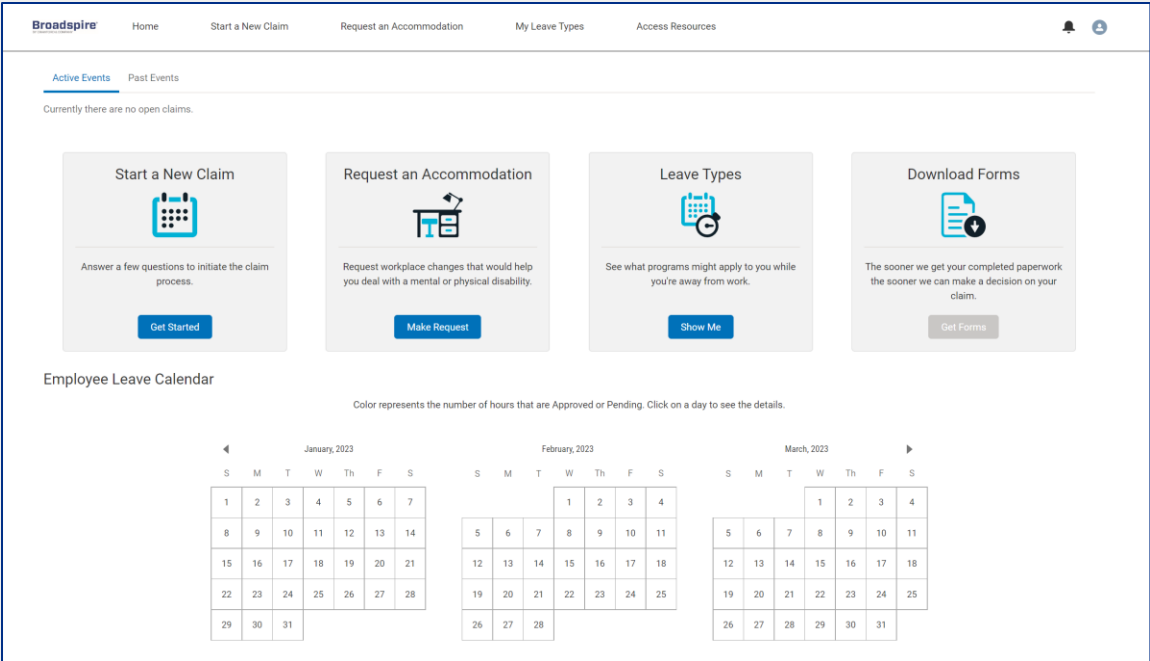 Broadspire Home Start a New Claim Request an Accommodation My Leave Types Access Resources
Active Events Past Events
Currently there are no open claims.
Start a New Claim
Answer a few questions to initiate the claim
process.
Get Started
Request an Accommodation
Request workplace changes that would help
you deal with a mental or physical disability.
Make Request
Leave Types
See what programs might apply to you while
you're away from work.
Show Me
Download Forms
The sooner we get your completed paperwork
the sooner we can make a decision on your
claim.
Get Forms
Employee Leave Calendar
Color represents the number of hours that are Approved or Pending. Click on a day to see the details.
January, 2023
S M T W Th F S
1 2 3 4 5 6 7
8 9 10 11 12 13 14
15 16 17 18 19 20 21
22 23 24 25 26 27 28
29 30 31
February, 2023
S M T W Th F S
1 2 3 4
5 6 7 8 9 10 11
12 13 14 15 16 17 18
19 20 21 22 23 24 25
26 27 28
March, 2023
S M T W Th F S
1 2 3 4
5 6 7 8 9 10 11
12 13 14 15 16 17 18
19 20 21 22 23 24 25
26 27 28 29 30 31